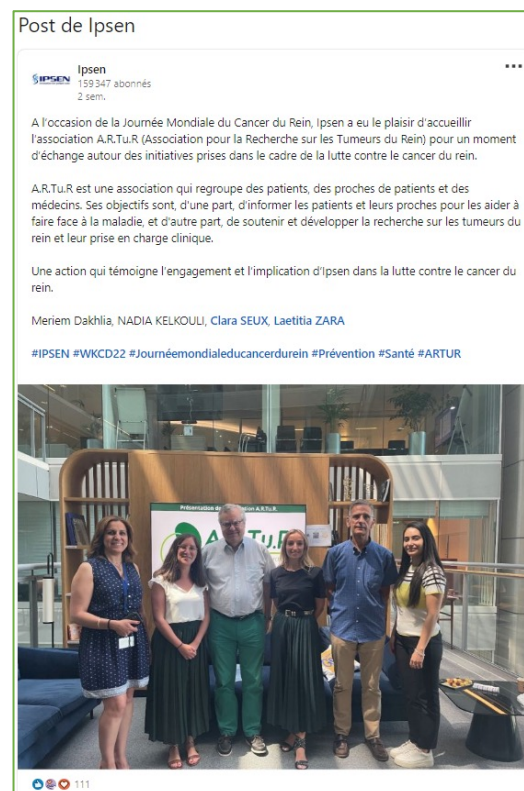 Post de Ipsen
IPSEN
Ipsen
159 347 abonnés
2 sem.
A l'occasion de la Journée Mondiale du Cancer du Rein, Ipsen a eu le plaisir d'accueillir
l'association A.R.Tu.R (Association pour la Recherche sur les Tumeurs du Rein) pour un moment
d'échange autour des initiatives prises dans le cadre de la lutte contre le cancer du rein.
A.R.Tu.R est une association qui regroupe des patients, des proches de patients et des
médecins. Ses objectifs sont, d'une part, d'informer les patients et leurs proches pour les aider à
faire face à la maladie, et d'autre part, de soutenir et développer la recherche sur les tumeurs du
rein et leur prise en charge clinique.
Une action qui témoigne l'engagement et l'implication d'Ipsen dans la lutte contre le cancer du
rein.
Meriem Dakhlia, NADIA KELKOULI, Clara SEUX, Laetitia ZARA
#IPSEN #WKCD22 #Journéemondialeducancerdurein #Prévention #Santé #ARTUR
Présentation de l'association A.R.Tu.R.
A.R.Tu.R
111